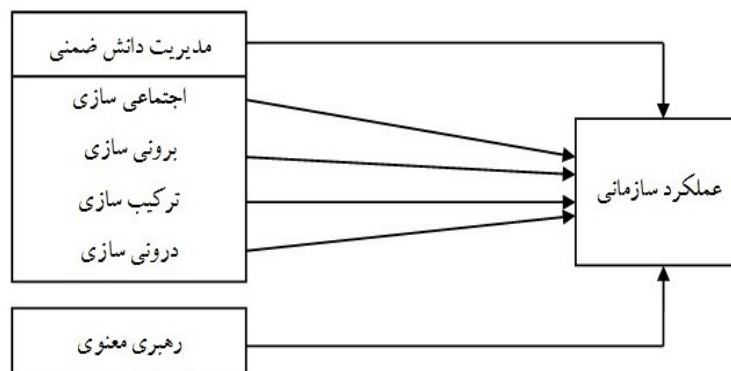 مدیریت دانش ضمنی
اجتماعی سازی
برونی سازی
ترکیب سازی
درونی سازی
عملکرد سازمانی
رهبری معنوی